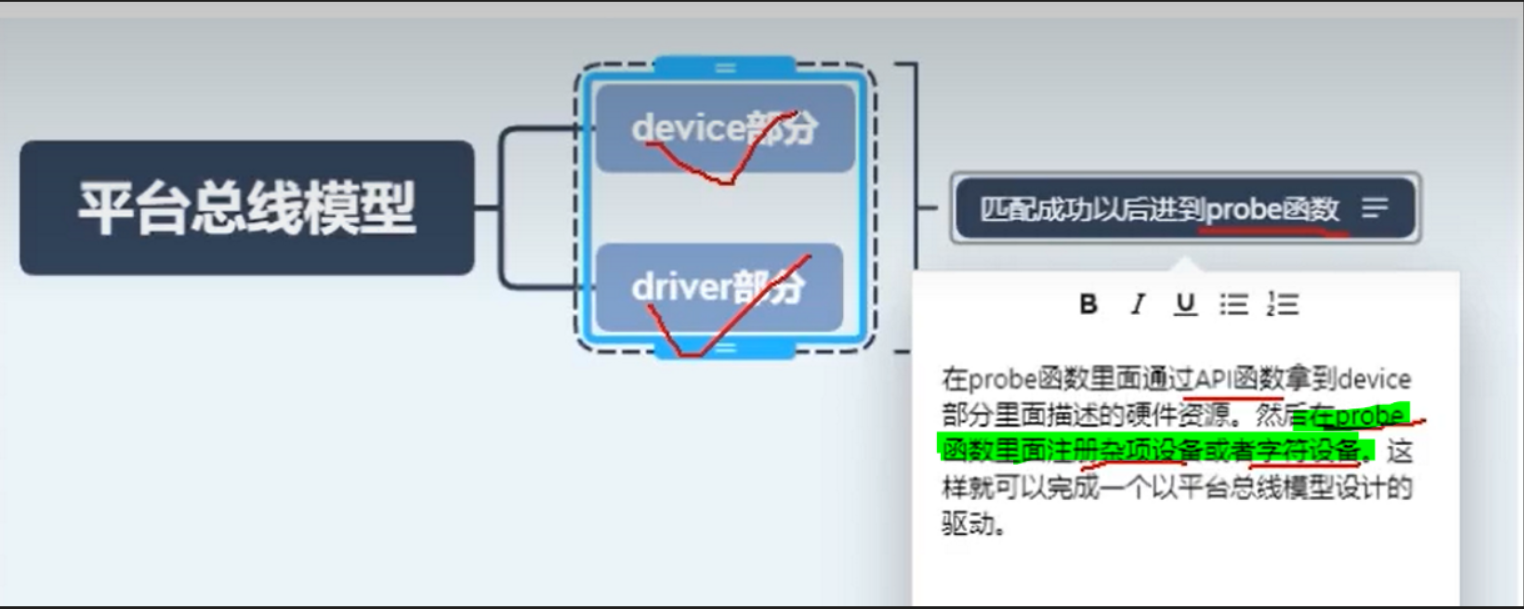 平台总线模型
device部分
driver部分
匹配成功以后进到probe函数
B I U
在probe函数里面通过API函数拿到device
部分里面描述的硬件资源。然后在probe
函数里面注册杂项设备或者字符设备。这
样就可以完成一个以平台总线模型设计的
驱动。